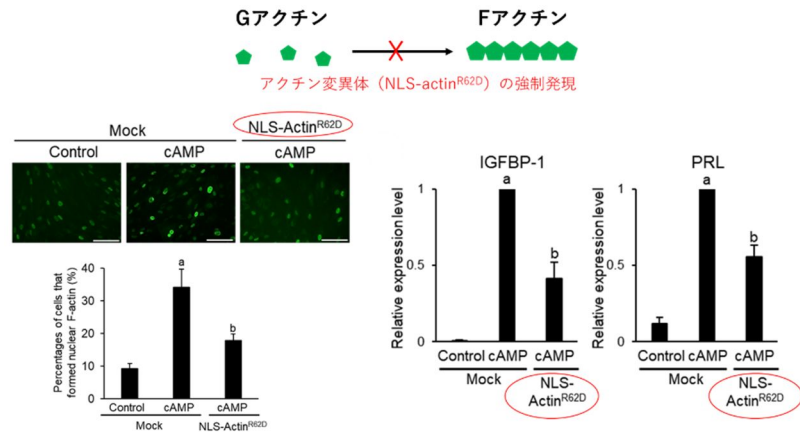 Gアクチン
Fアクチン
アクチン変異体（NLS-actinR62D）の強制発現
Mock
NLS-ActinR62D
Control
cAMP
cAMP
Percentages of cells that
formed nuclear F-actin (%)
40
30
20
10
0
a
b
Control
cAMP
cAMP
Mock
NLS-ActinR62D
IGFBP-1
Relative expression level
1
0.5
0
a
b
Control
cAMP
cAMP
Mock
NLS-
ActinR62D
PRL
Relative expression level
1
0.5
0
a
b
Control
cAMP
cAMP
Mock
NLS-
ActinR62D